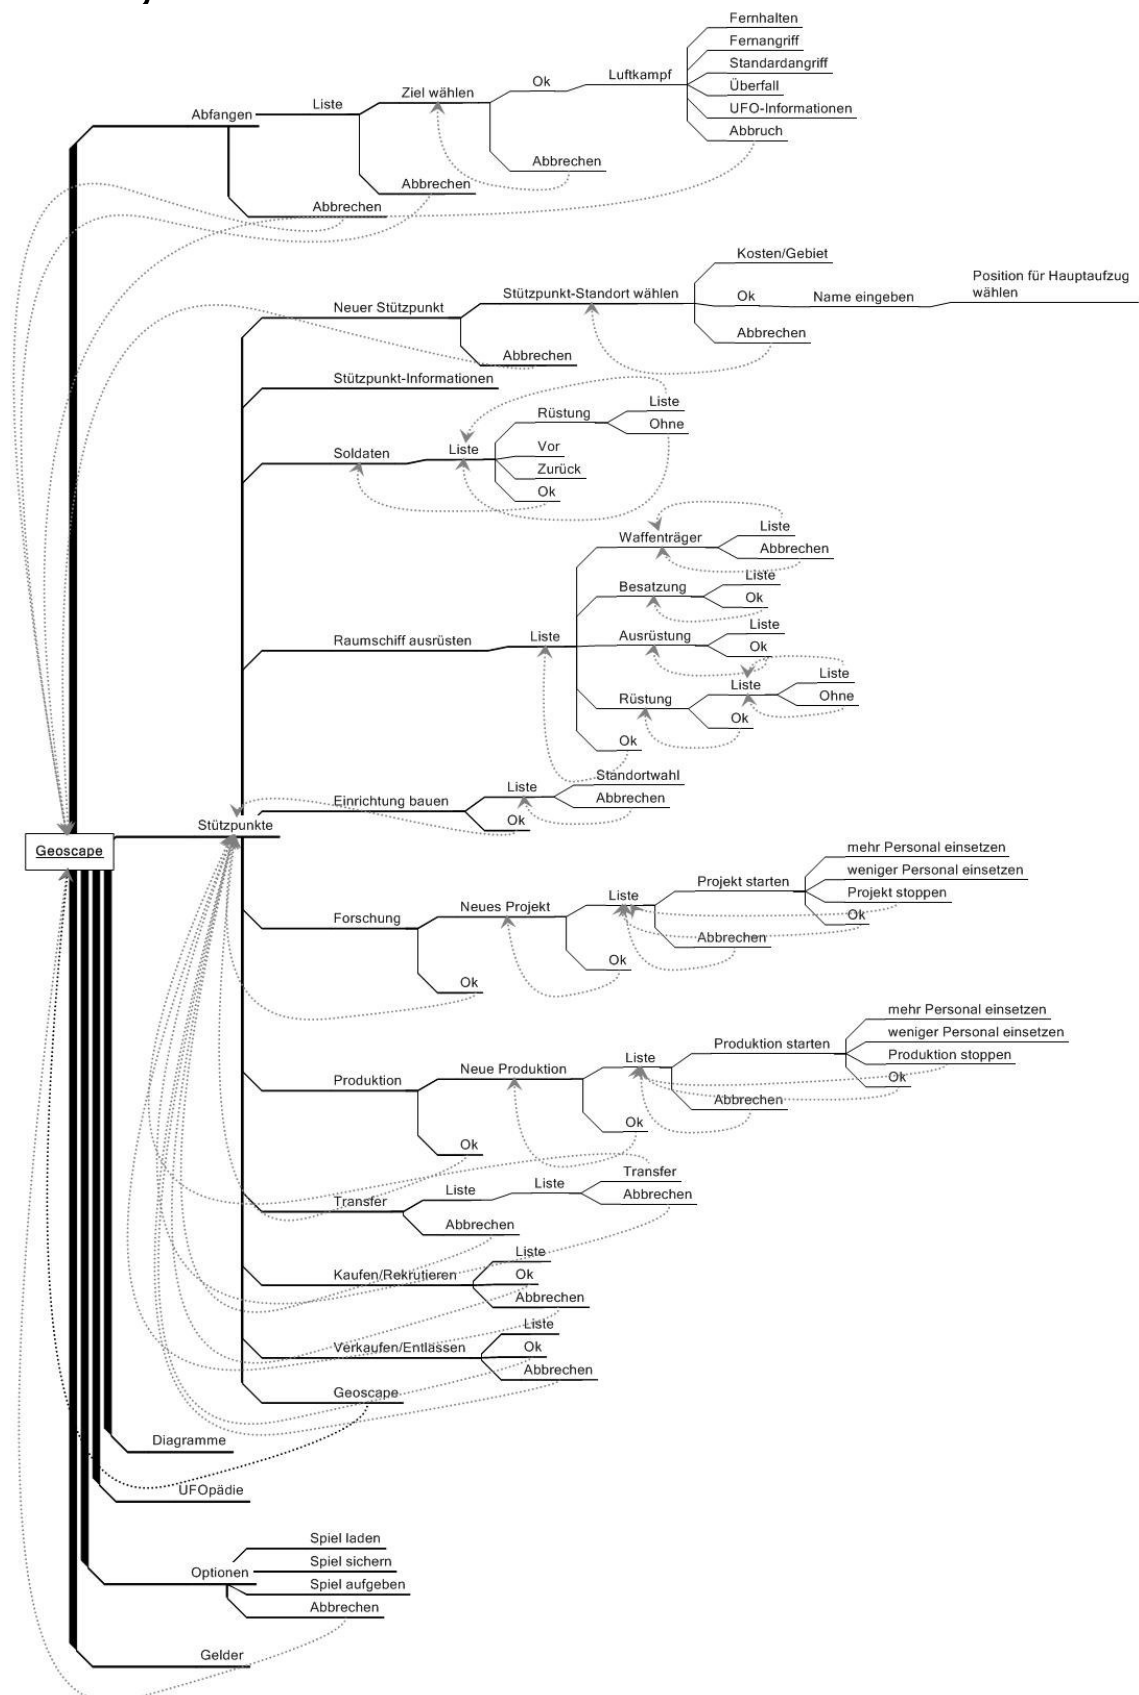 Fernhalten
Fernangriff
Standardangriff
Überfall
UFO-Informationen
Abbruch
Luftkampf
Ok
Abbrechen
Ziel wählen
Abbrechen
Liste
Abfangen
Abbrechen
Kosten/Gebiet
Ok
Name eingeben
Position für Hauptaufzug
wählen
Abbrechen
Stützpunkt-Standort wählen
Neuer Stützpunkt
Abbrechen
Stützpunkt-Informationen
Soldaten
Liste
Rüstung
Liste
Ohne
Vor
Zurück
Ok
Raumschiff ausrüsten
Liste
Waffenträger
Liste
Abbrechen
Besatzung
Liste
Ok
Ausrüstung
Liste
Ok
Rüstung
Liste
Liste
Ohne
Ok
Ok
Einrichtung bauen
Liste
Standortwahl
Abbrechen
Ok
Stützpunkte
Geoscape
Forschung
Neues Projekt
Liste
Projekt starten
mehr Personal einsetzen
weniger Personal einsetzen
Projekt stoppen
Ok
Abbrechen
Ok
Ok
Produktion
Neue Produktion
Liste
Produktion starten
mehr Personal einsetzen
weniger Personal einsetzen
Produktion stoppen
Ok
Abbrechen
Ok
Ok
Transfer
Liste
Liste
Transfer
Abbrechen
Abbrechen
Kaufen/Rekrutieren
Liste
Ok
Abbrechen
Verkaufen/Entlassen
Liste
Ok
Abbrechen
Geoscape
Diagramme
UFOpädie
Optionen
Spiel laden
Spiel sichern
Spiel aufgeben
Abbrechen
Gelder